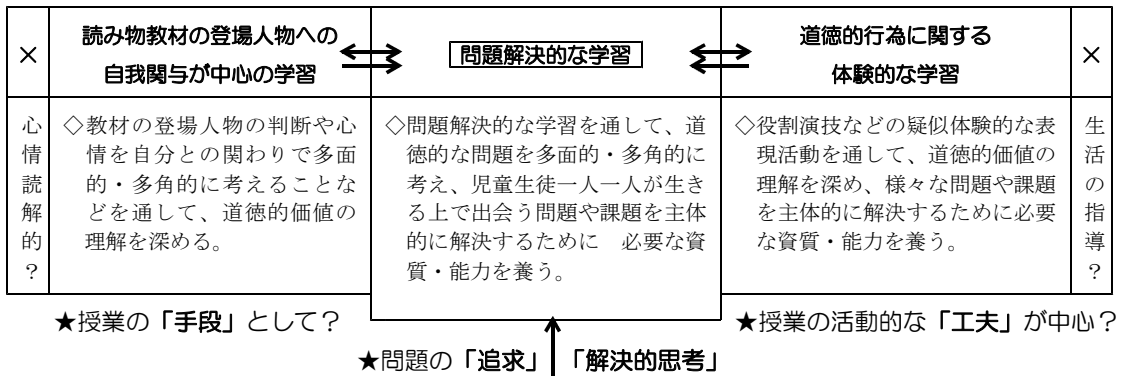 ×
読み物教材の登場人物への
自我関与が中心の学習
問題解決的な学習
道徳的行為に関する
体験的な学習
×
心情読解的?
◇教材の登場人物の判断や心
情を自分との関わりで多面
的・多角的に考えることな
どを通して、道徳的価値の
理解を深める。
◇問題解決的な学習を通して、道
徳的な問題を多面的・多角的に
考え、児童生徒一人一人が生き
る上で出会う問題や課題を主体
的に解決するために　必要な資
質・能力を養う。
◇役割演技などの疑似体験的な表
現活動を通して、道徳的価値の
理解を深め、様々な問題や課題
を主体的に解決するために必要
な資質・能力を養う。
生活の指導?
★授業の「手段」として?
★授業の活動的な「工夫」が中心?
★問題の「追求」「解決的思考」